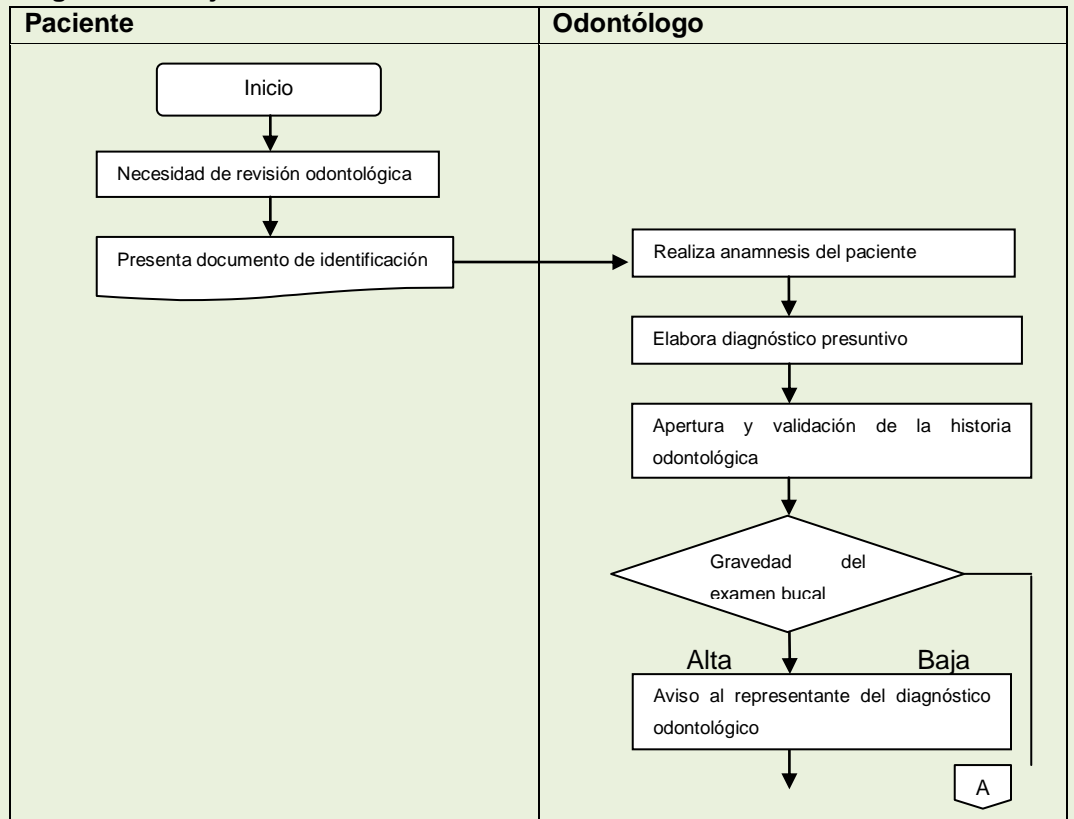 Paciente
Odontólogo
Inicio
Necesidad de revisión odontológica
Presenta documento de identificación
Realiza anamnesis del paciente
Elabora diagnóstico presuntivo
Apertura y validación de la historia
odontológica
Gravedad del
examen bucal
Alta
Baja
Aviso al representante del diagnóstico
odontológico
A